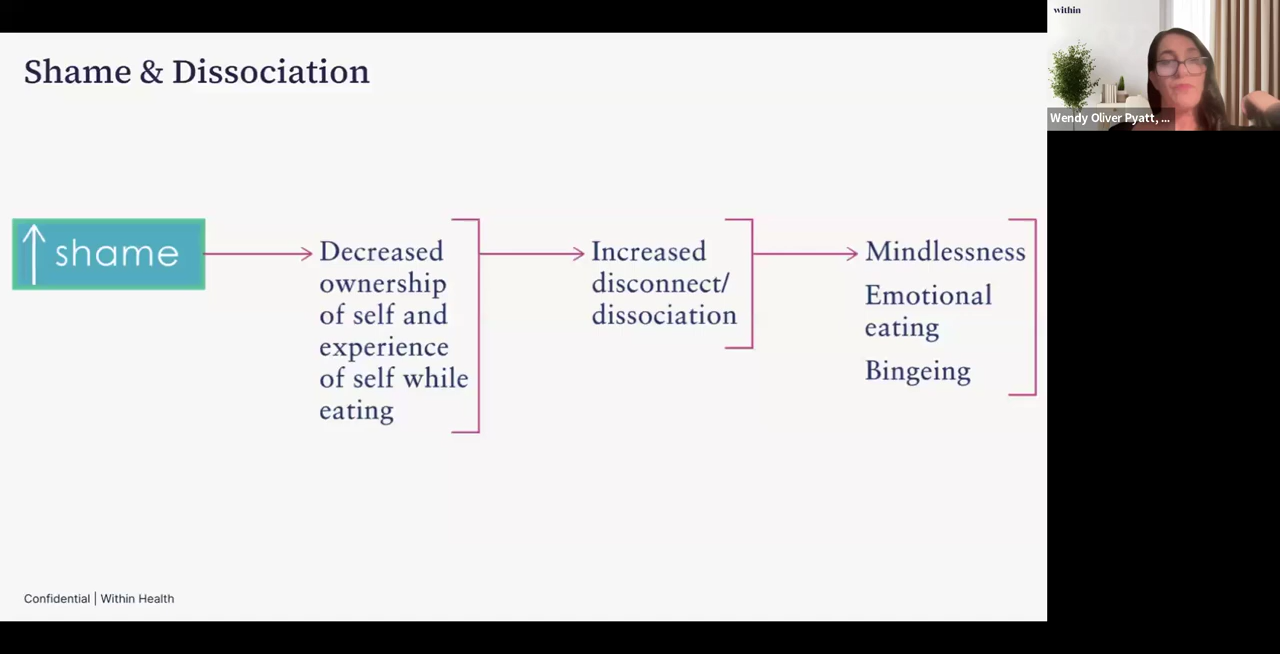 Shame & Dissociation
within
Wendy Oliver Pyatt, ...
shame
Decreased
ownership
of self and
experience
of self while
eating
Increased
disconnect/
dissociation
Mindlessness
Emotional
eating
Bingeing
Confidential | Within Health